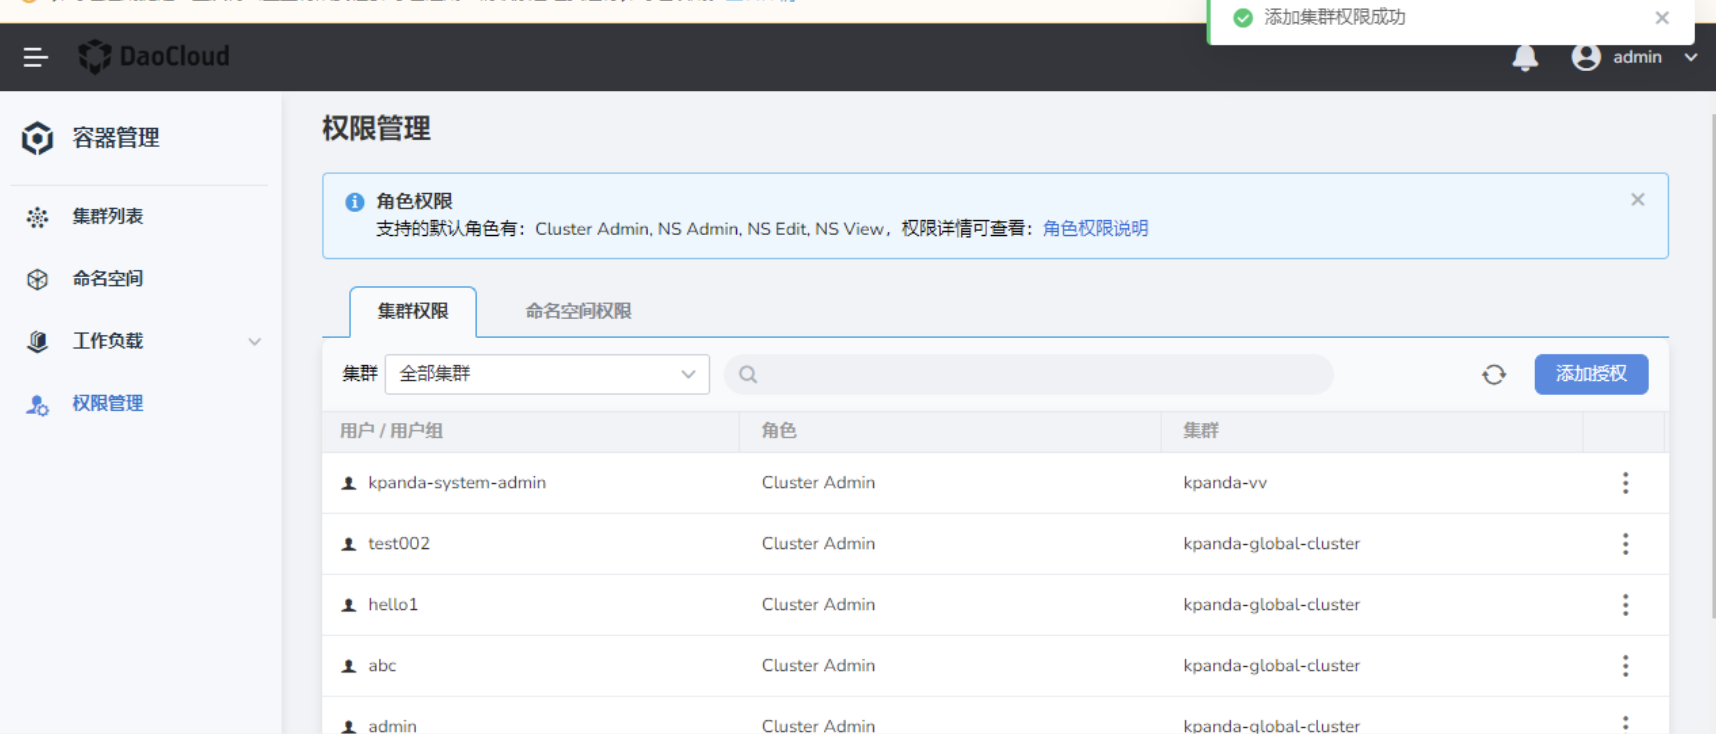 添加集群权限成功
DaoCloud
admin
容器管理
集群列表
命名空间
工作负载
权限管理
权限管理
角色权限
支持的默认角色有：Cluster Admin, NS Admin, NS Edit, NS View，权限详情可查看：角色权限说明
集群权限 命名空间权限
集群 全部集群 添加授权
用户 / 用户组 角色 集群
kpanda-system-admin Cluster Admin kpanda-vv
test002 Cluster Admin kpanda-global-cluster
hello1 Cluster Admin kpanda-global-cluster
abc Cluster Admin kpanda-global-cluster
admin Cluster Admin kpanda-global-cluster